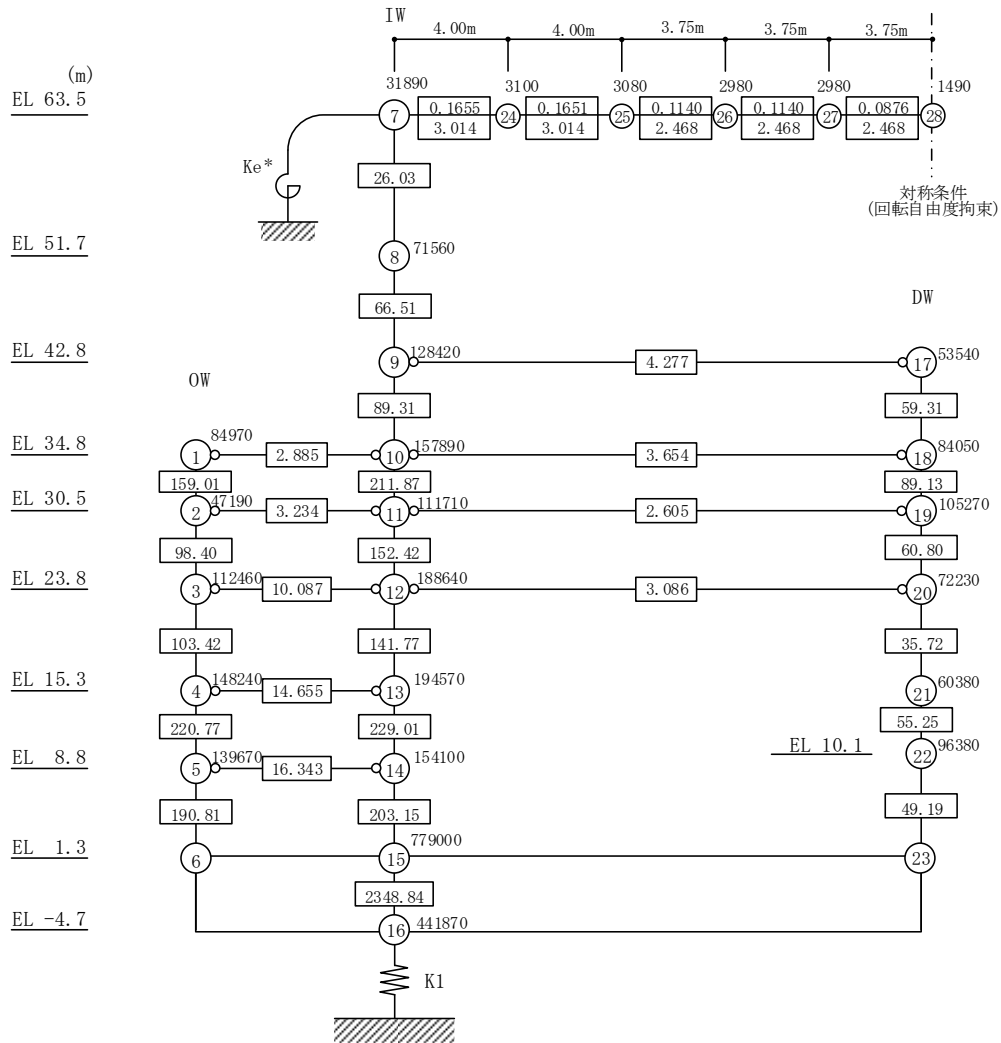 IW
4.00m 4.00m 3.75m 3.75m 3.75m
(m)
EL 63.5
31890 3100 3080 2980 2980 1490
7 0.1655 24 0.1651 25 0.1140 26 0.1140 27 0.0876 28
3.014 3.014 2.468 2.468 2.468
Ke*
26.03
対称条件
(回転自由度拘束)
EL 51.7
8 71560
66.51
DW
EL 42.8
9 128420 4.277 17 53540
OW
89.31 59.31
EL 34.8
1 84970 2.885 10 157890 3.654 18 84050
159.01 211.87 89.13
EL 30.5
2 47190 3.234 11 111710 2.605 19 105270
98.40 152.42 60.80
EL 23.8
3 112460 10.087 12 188640 3.086 20 72230
103.42 141.77 35.72
EL 15.3
4 148240 14.655 13 194570 21 60380
220.77 229.01 55.25
EL 10.1 22 96380
EL 8.8
5 139670 16.343 14 154100
190.81 203.15 49.19
EL 1.3
6 15 779000 23
2348.84
EL -4.7
16 441870
K1